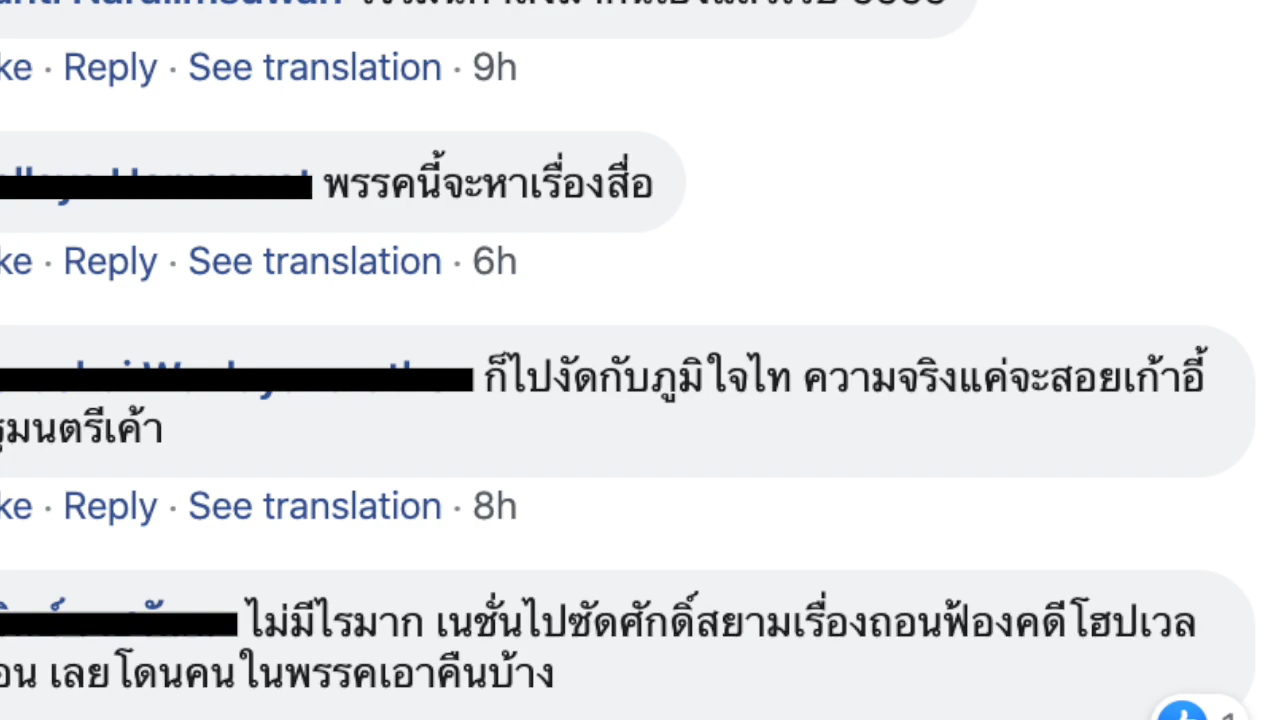 ke · Reply · See translation · 9h
พรรคนี้จะหาเรื่องสื่อ
ke · Reply · See translation · 6h
ก็ไปงัดกับภูมิใจไท ความจริงแค่จะสอยเก้าอี้
ฐมนตรีเค้า
ke · Reply · See translation · 8h
ไม่มีไรมาก เนชั่นไปซัดศักดิ์สยามเรื่องถอนฟ้องคดีโฮปเวล
อน เลยโดนคนในพรรคเอาคืนบ้าง